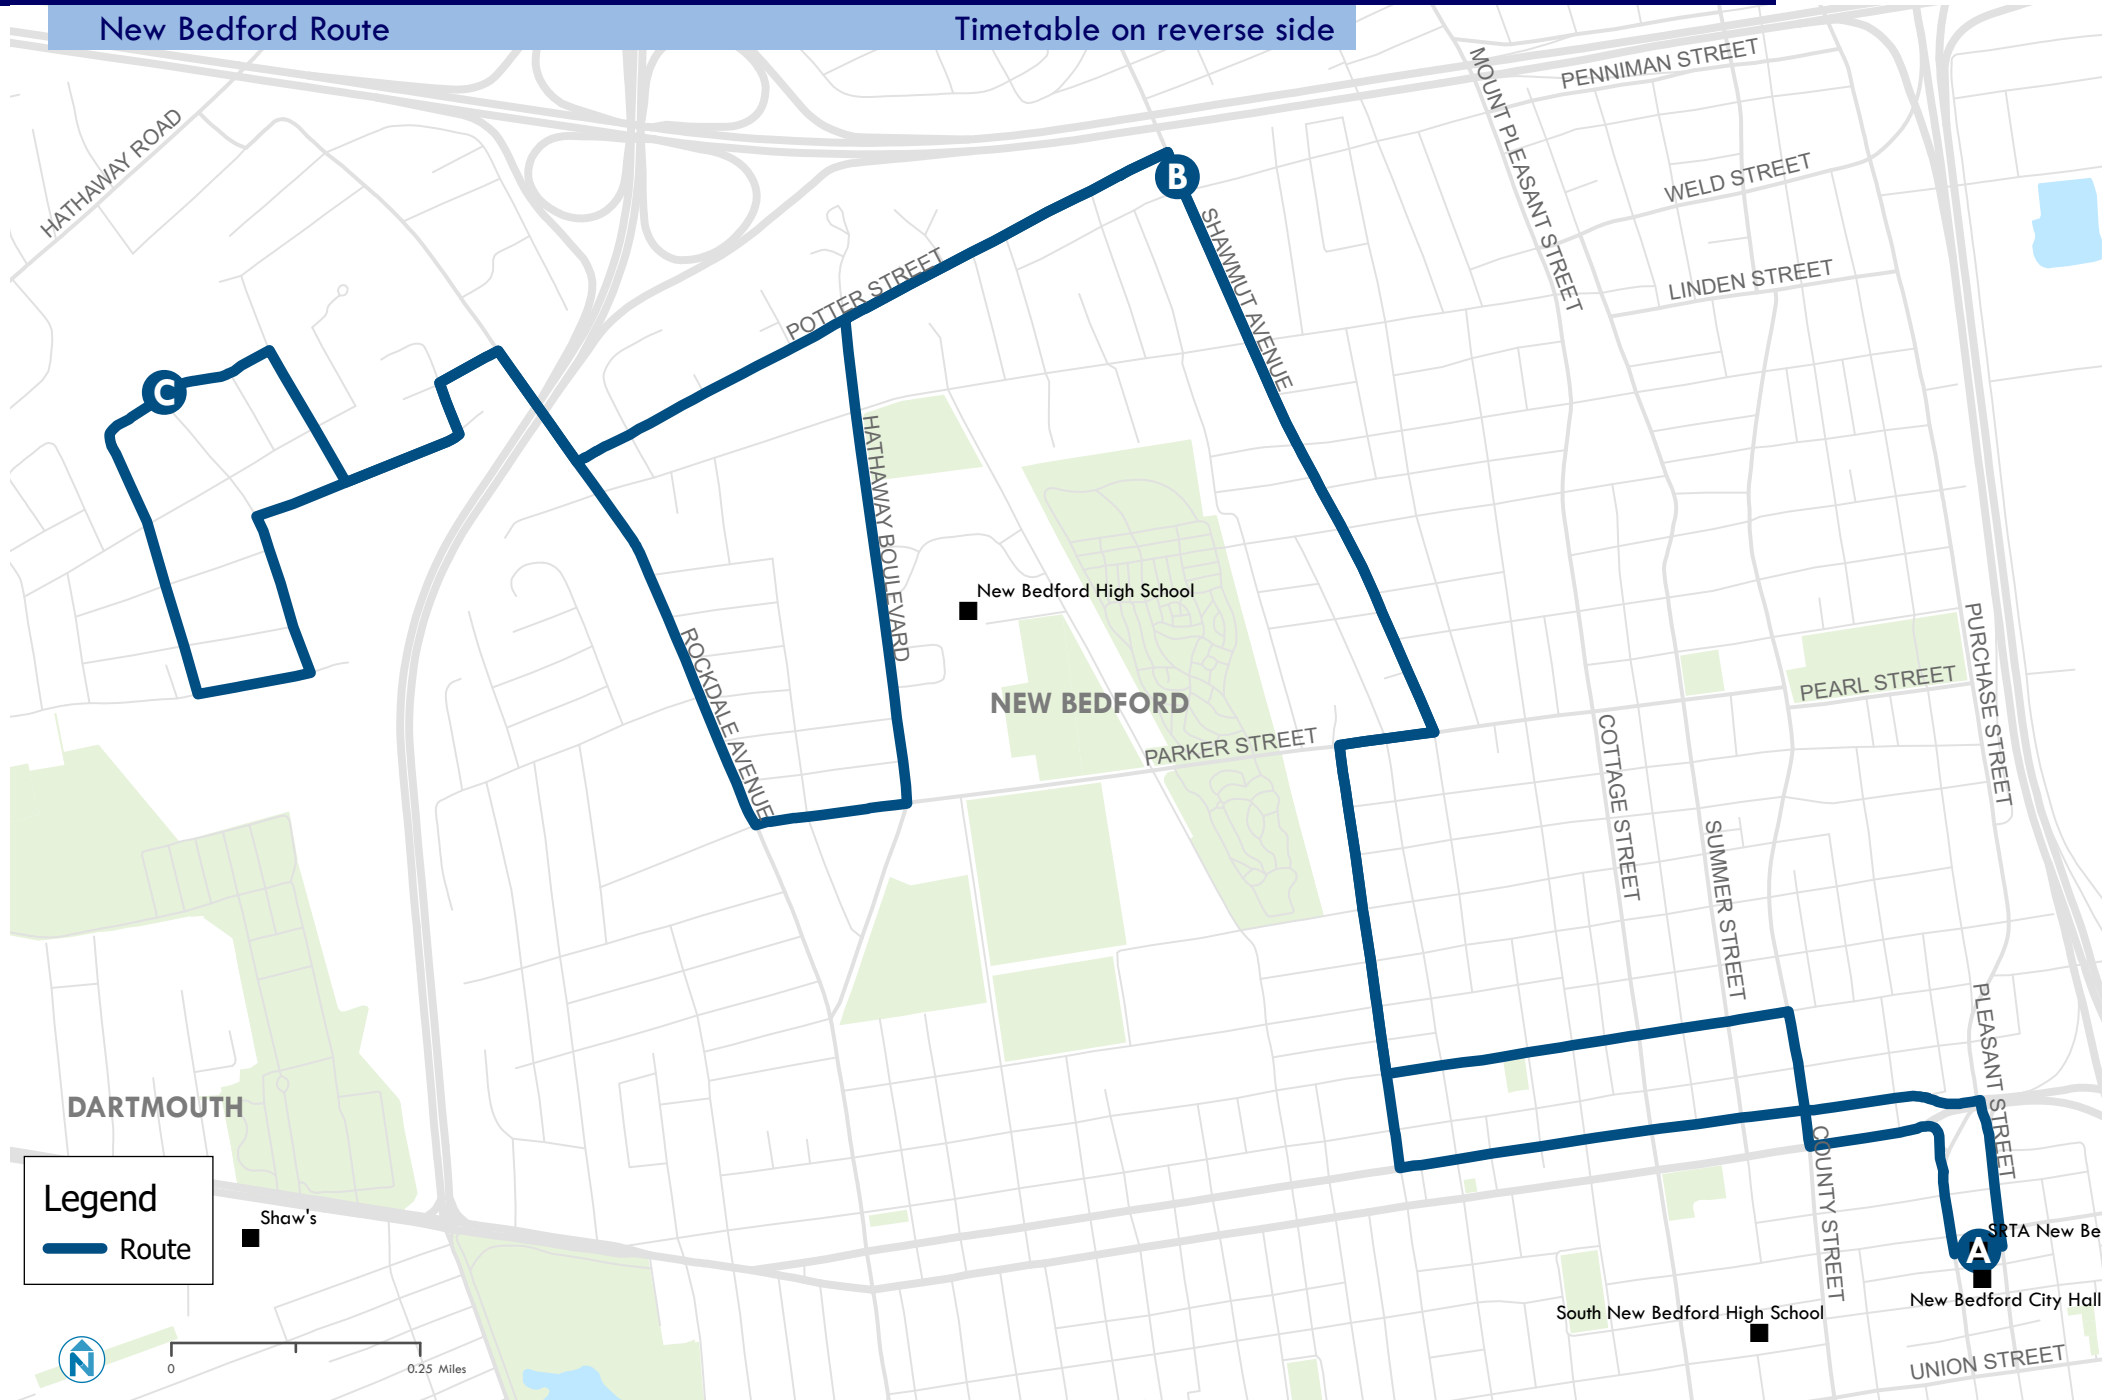 New Bedford Route
Timetable on reverse side
PENNIMAN STREET
MOUNT PLEASANT STREET
HATHAWAY ROAD
WELD STREET
B
SHAWMUT AVENUE
LINDEN STREET
POTTER STREET
C
HATHAWAY BOULEVARD
New Bedford High School
ROCKDALE AVENUE
PURCHASE STREET
NEW BEDFORD
PEARL STREET
PARKER STREET
COTTAGE STREET
SUMMER STREET
PLEASANT STREET
DARTMOUTH
COUNTY STREET
Legend
Route
Shaw's
SRTA New Be
A
New Bedford City Hall
South New Bedford High School
UNION STREET
N
0
0.25 Miles